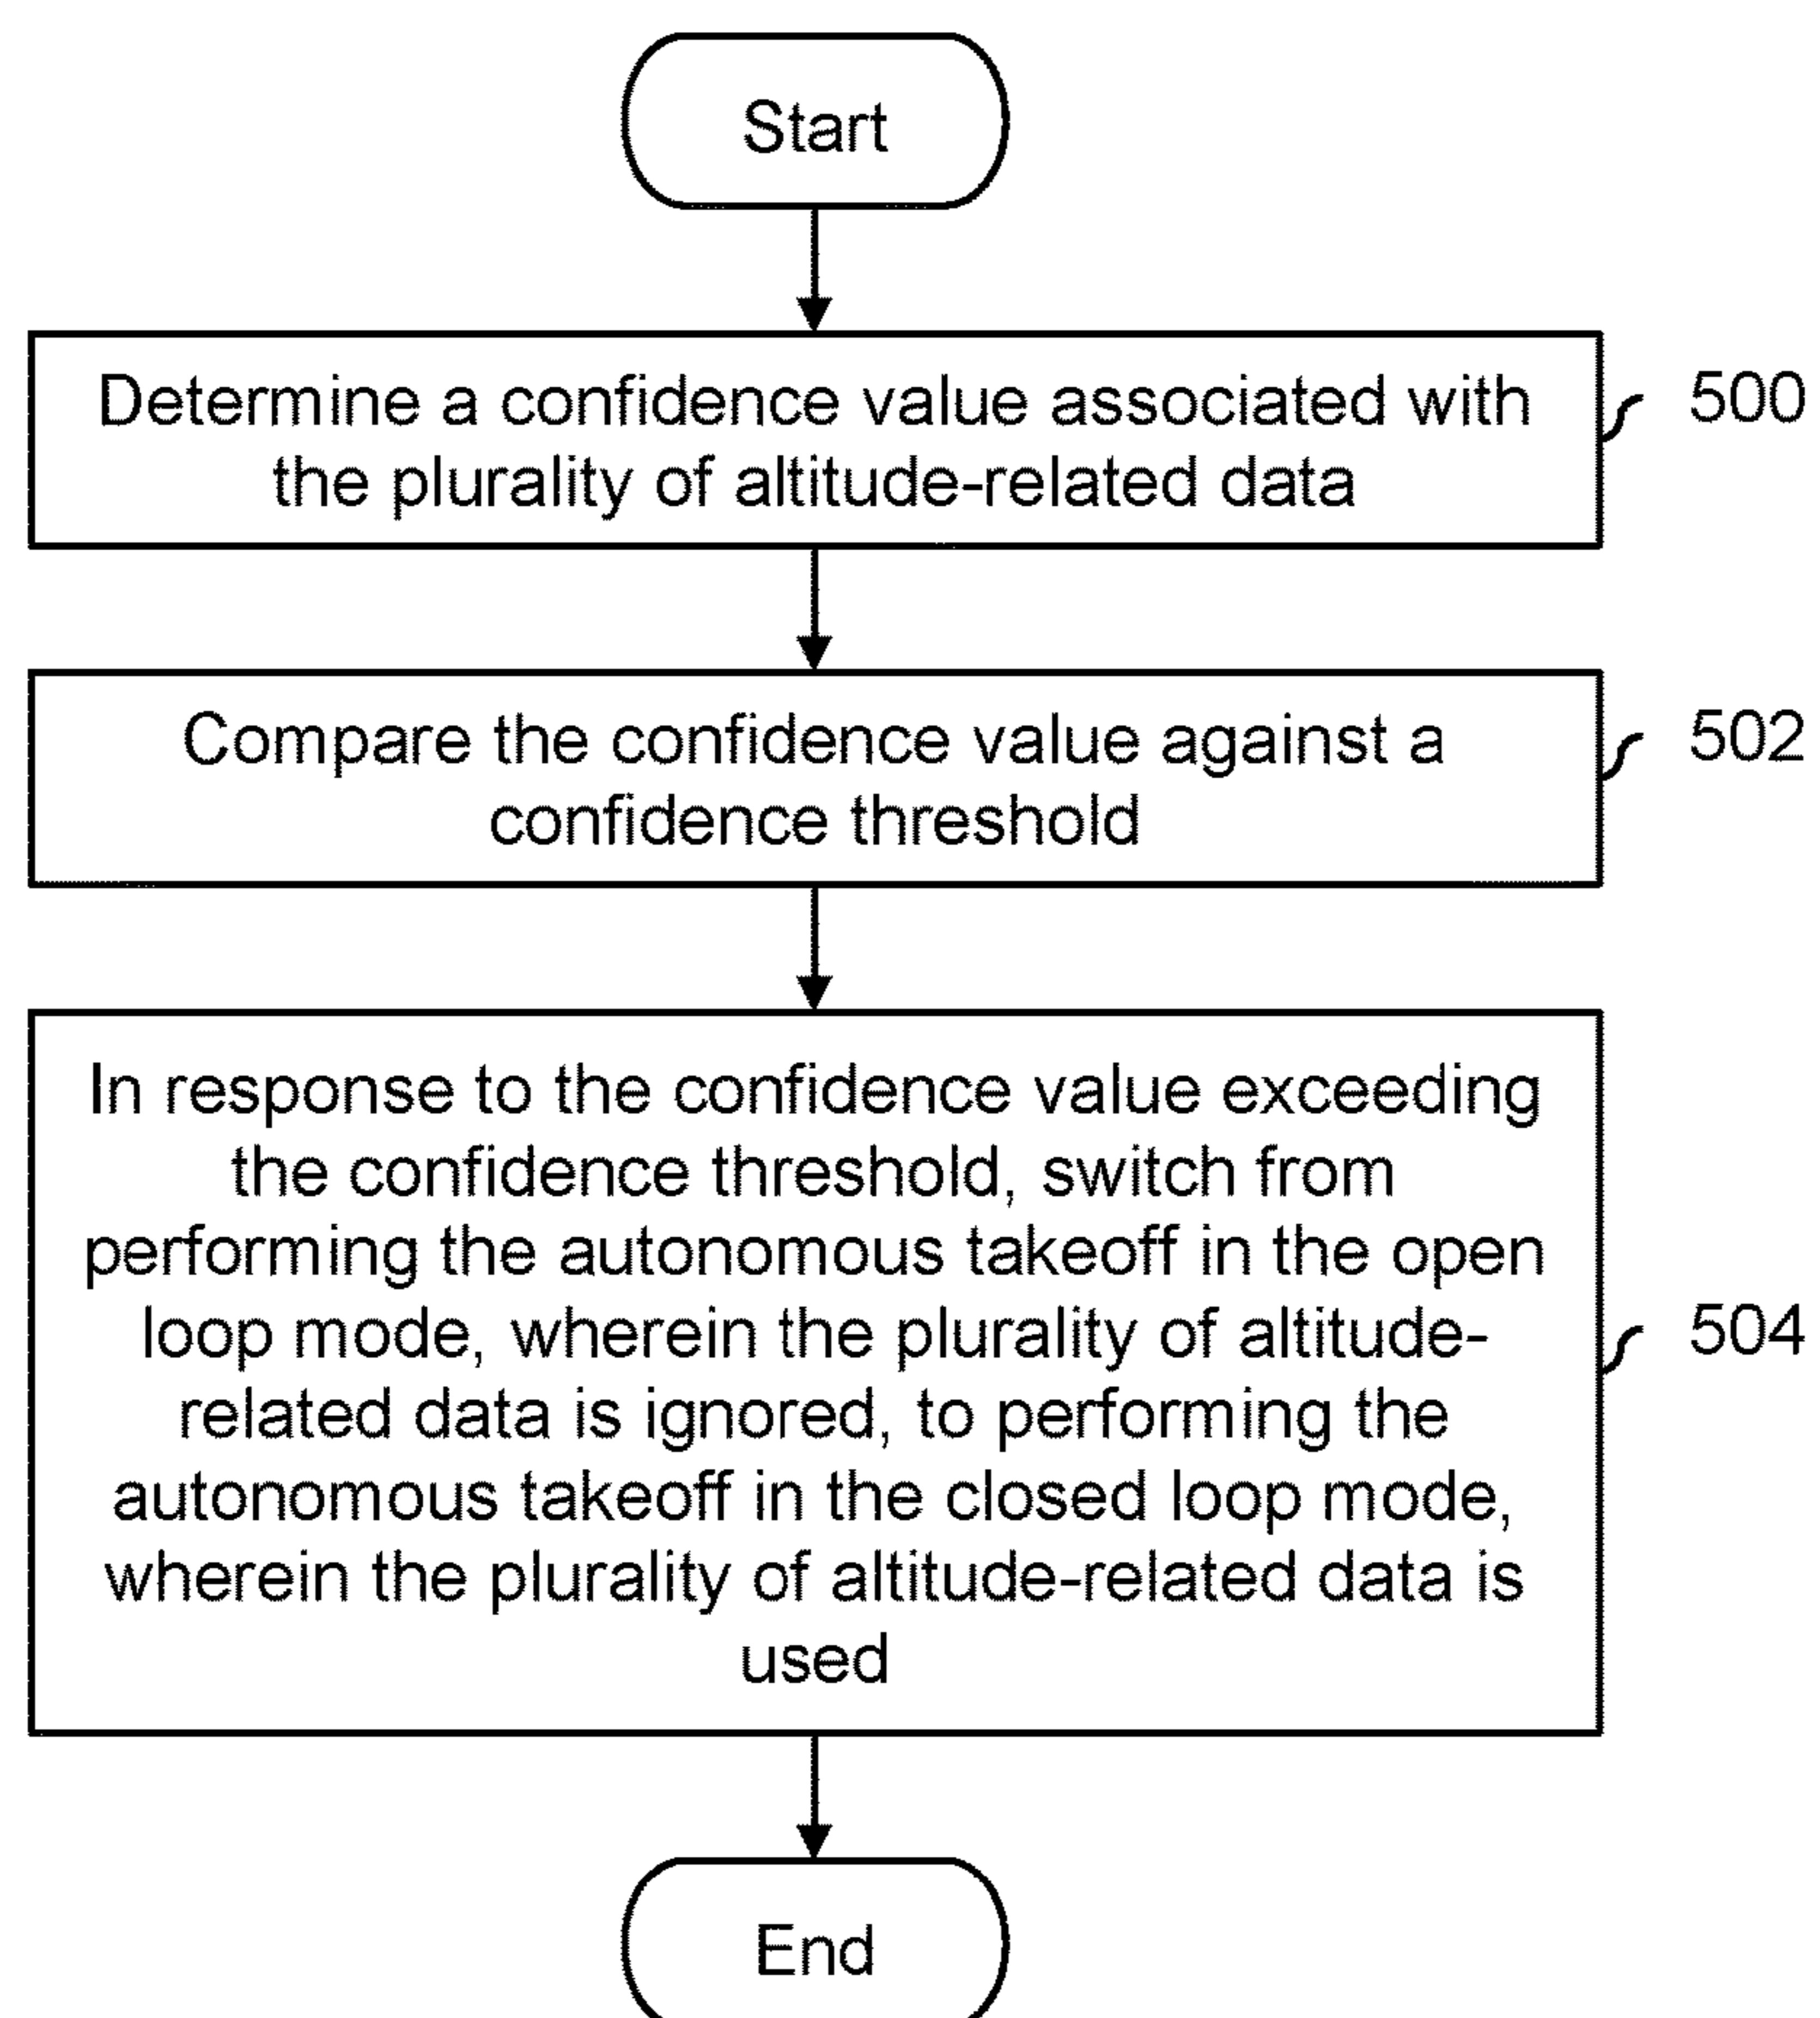 Start
Determine a confidence value associated with
the plurality of altitude-related data
500
Compare the confidence value against a
confidence threshold
502
In response to the confidence value exceeding
the confidence threshold, switch from
performing the autonomous takeoff in the open
loop mode, wherein the plurality of altitude-
related data is ignored, to performing the
autonomous takeoff in the closed loop mode,
wherein the plurality of altitude-related data is
used
504
End